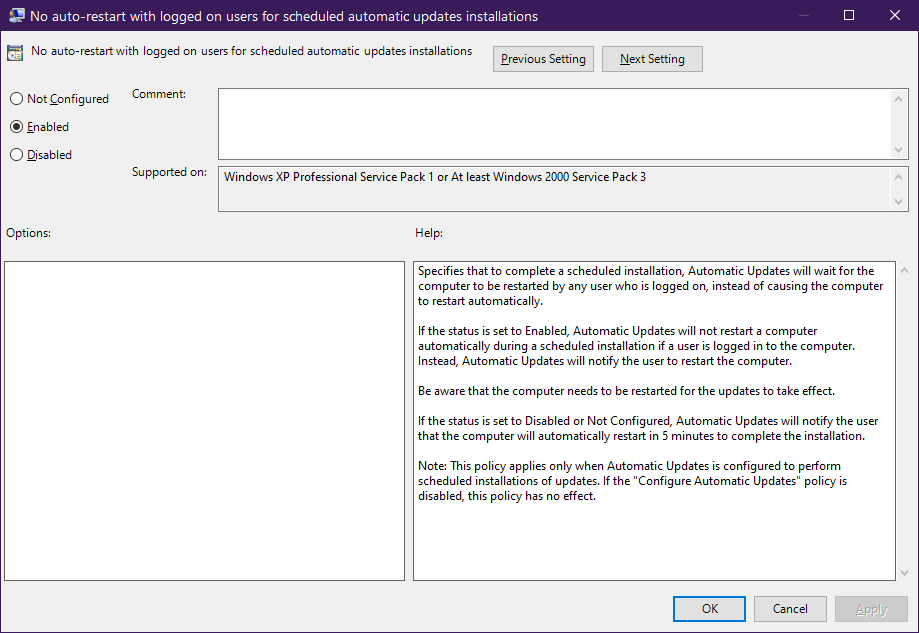 No auto-restart with logged on users for scheduled automatic updates installations
No auto-restart with logged on users for scheduled automatic updates installations
Previous Setting
Next Setting
Not Configured
Enabled
Disabled
Comment:
Supported on:
Windows XP Professional Service Pack 1 or At least Windows 2000 Service Pack 3
Options:
Help:
Specifies that to complete a scheduled installation, Automatic Updates will wait for the
computer to be restarted by any user who is logged on, instead of causing the computer
to restart automatically.
If the status is set to Enabled, Automatic Updates will not restart a computer
automatically during a scheduled installation if a user is logged in to the computer.
Instead, Automatic Updates will notify the user to restart the computer.
Be aware that the computer needs to be restarted for the updates to take effect.
If the status is set to Disabled or Not Configured, Automatic Updates will notify the user
that the computer will automatically restart in 5 minutes to complete the installation.
Note: This policy applies only when Automatic Updates is configured to perform
scheduled installations of updates. If the "Configure Automatic Updates" policy is
disabled, this policy has no effect.
OK
Cancel
Apply